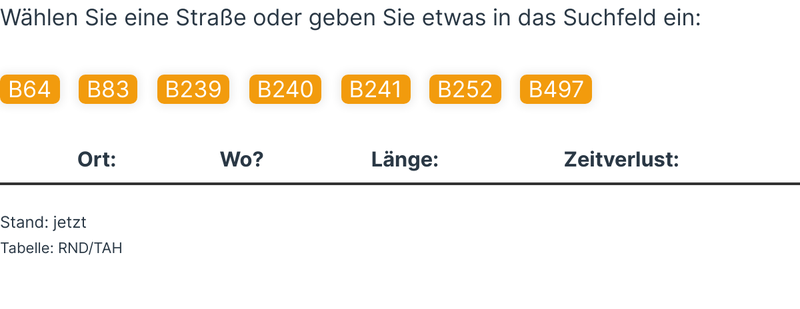 Wählen Sie eine Straße oder geben Sie etwas in das Suchfeld ein:
B64 B83 B239 B240 B241 B252 B497
Ort: Wo? Länge: Zeitverlust:
Stand: jetzt
Tabelle: RND/TAH